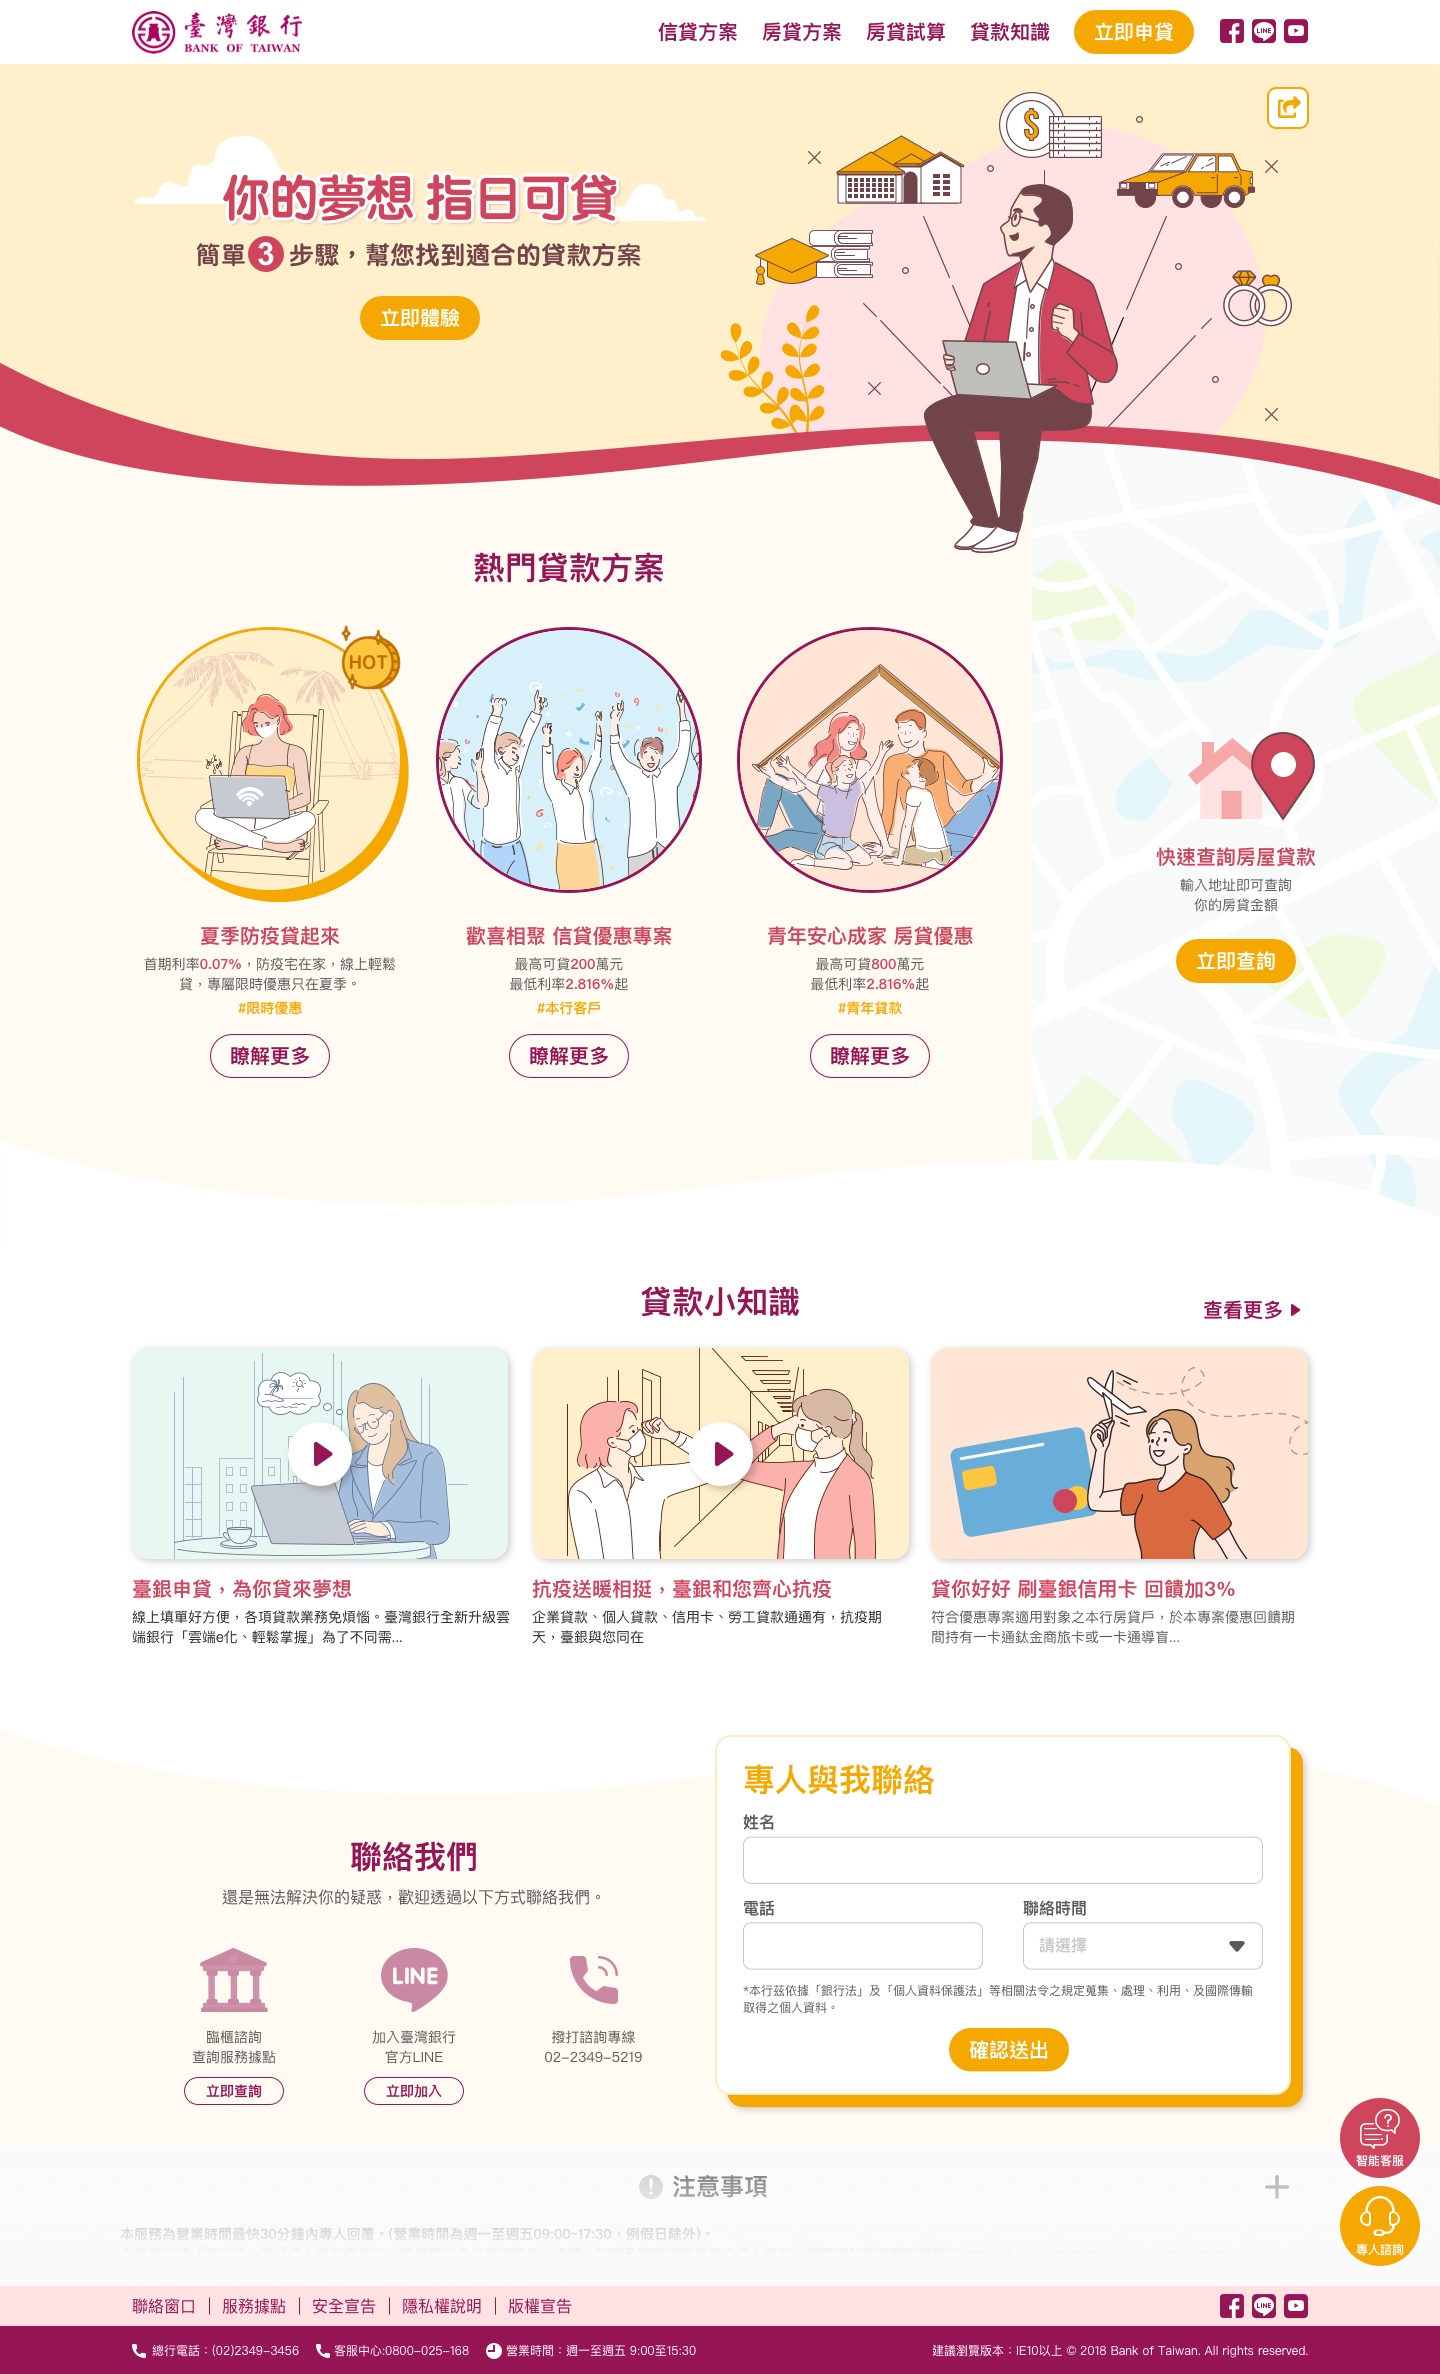 臺灣銀行
BANK OF TAIWAN
信貸方案
房貸方案
房貸試算
貸款知識
立即申貸
LINE
你的夢想 指日可貸
簡單3步驟，幫您找到適合的貸款方案
立即體驗
熱門貸款方案
HOT
夏季防疫貸起來
首期利率0.07%，防疫宅在家，線上輕鬆
貸，專屬限時優惠只在夏季。
#限時優惠
瞭解更多
歡喜相聚 信貸優惠專案
最高可貸200萬元
最低利率2.816%起
#本行客戶
瞭解更多
青年安心成家 房貸優惠
最高可貸800萬元
最低利率2.816%起
#青年貸款
瞭解更多
快速查詢房屋貸款
輸入地址即可查詢
你的房貸金額
立即查詢
貸款小知識
查看更多
臺銀申貸，為你貸來夢想
線上填單好方便，各項貸款業務免煩惱。臺灣銀行全新升級雲
端銀行「雲端e化、輕鬆掌握」為了不同需...
抗疫送暖相挺，臺銀和您齊心抗疫
企業貸款、個人貸款、信用卡、勞工貸款通通有，抗疫期
天，臺銀與您同在
貸你好好 刷臺銀信用卡 回饋加3%
符合優惠專案適用對象之本行房貸戶，於本專案優惠回饋期
間持有一卡通鈦金商旅卡或一卡通導盲...
聯絡我們
還是無法解決你的疑惑，歡迎透過以下方式聯絡我們。
臨櫃諮詢
查詢服務據點
立即查詢
LINE
加入臺灣銀行
官方LINE
立即加入
撥打諮詢專線
02-2349-5219
專人與我聯絡
姓名
電話
聯絡時間
請選擇
*本行茲依據「銀行法」及「個人資料保護法」等相關法令之規定蒐集、處理、利用、及國際傳輸
取得之個人資料。
確認送出
智能客服
專人諮詢
注意事項
本服務為營業時間最快30分鐘內專人回覆。(營業時間為週一至週五09:00~17:30，例假日除外)。
聯絡窗口
服務據點
安全宣告
隱私權說明
版權宣告
LINE
總行電話：(02)2349-3456
客服中心:0800-025-168
營業時間：週一至週五 9:00至15:30
建議瀏覽版本：IE10以上 © 2018 Bank of Taiwan. All rights reserved.